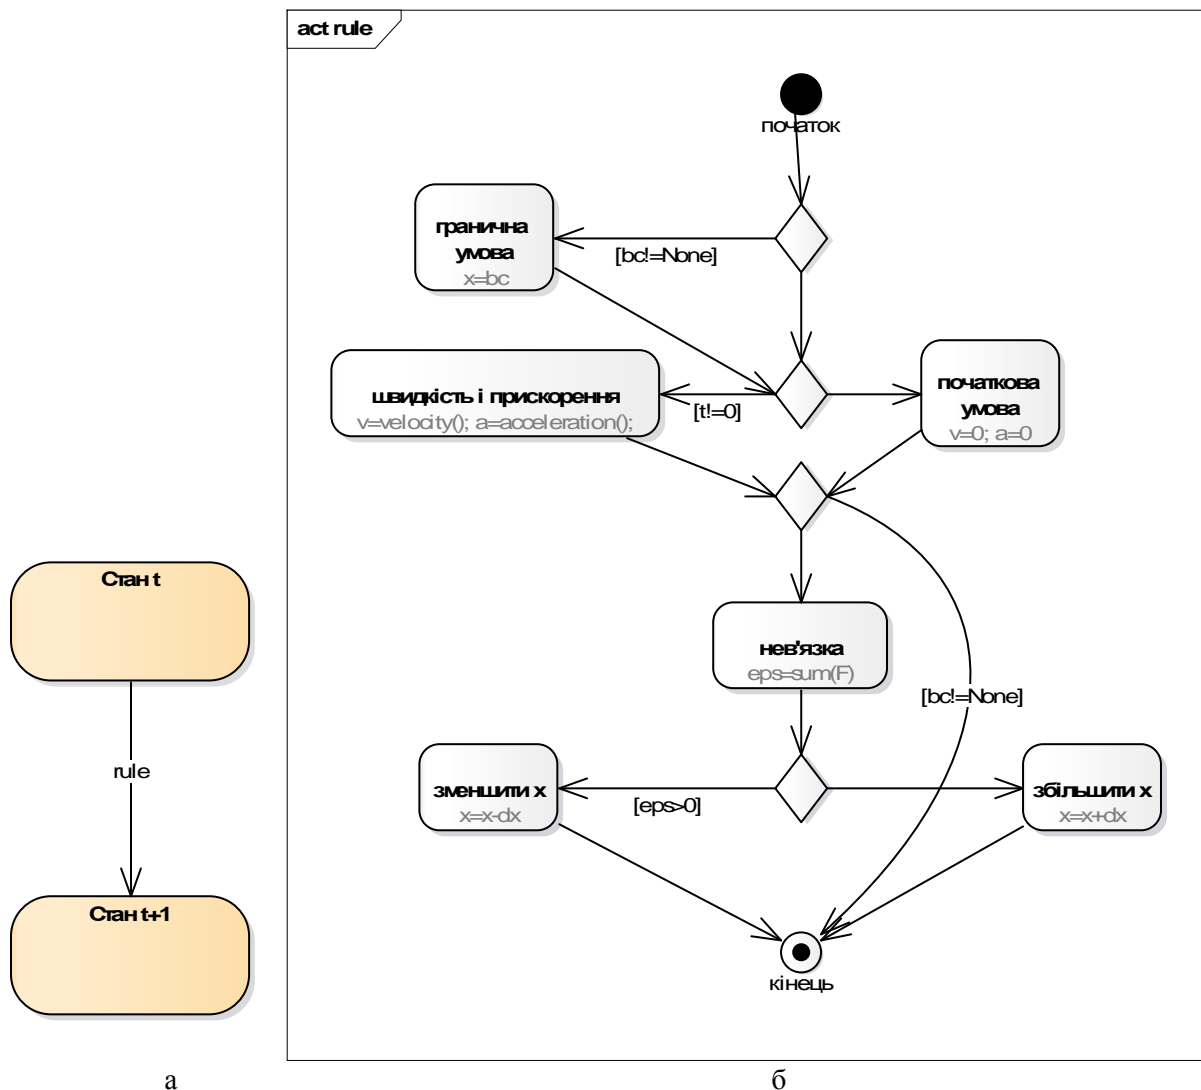 act rule
початок
гранична
умова
x=bc
[bc!=None]
швидкість і прискорення
v=velocity(); a=acceleration();
[t!=0]
початкова
умова
v=0; a=0
Стан t
rule
Стан t+1
нев'язка
eps=sum(F)
[bc!=None]
зменшити x
x=x-dx
[eps>0]
збільшити x
x=x+dx
кінець
а
б